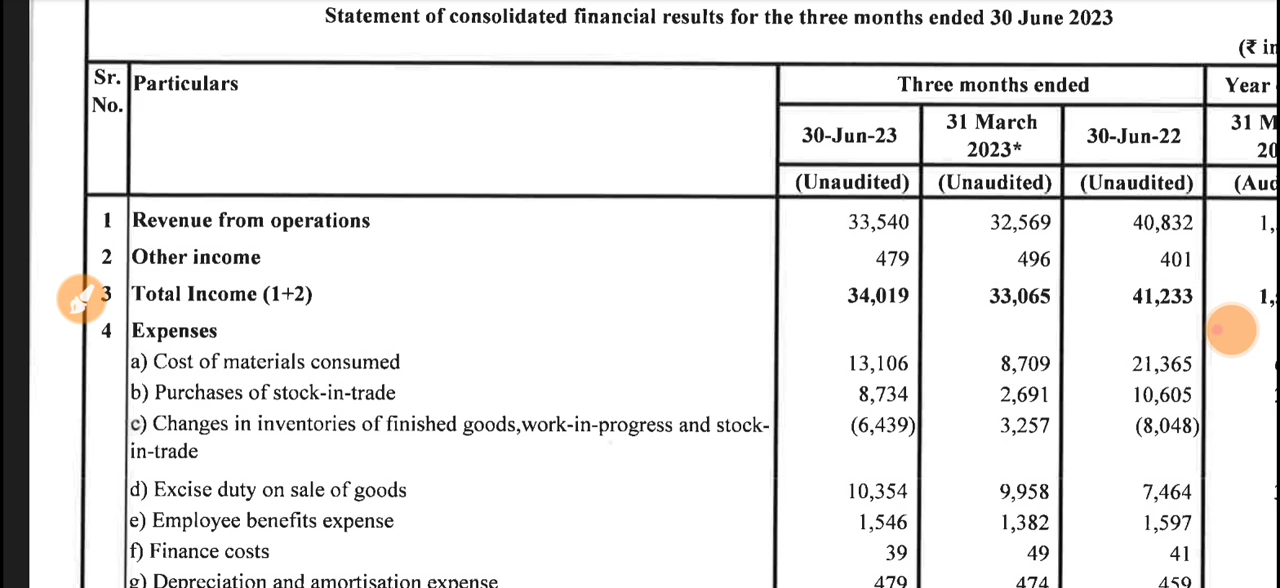 Statement of consolidated financial results for the three months ended 30 June 2023
(₹ in
Sr. No. Particulars Three months ended Year
30-Jun-23 31 March 2023* 30-Jun-22 31 M 20
(Unaudited) (Unaudited) (Unaudited) (Aud
1 Revenue from operations 33,540 32,569 40,832 1,
2 Other income 479 496 401
3 Total Income (1+2) 34,019 33,065 41,233 1,
4 Expenses
a) Cost of materials consumed 13,106 8,709 21,365
b) Purchases of stock-in-trade 8,734 2,691 10,605
c) Changes in inventories of finished goods,work-in-progress and stock- (6,439) 3,257 (8,048)
in-trade
d) Excise duty on sale of goods 10,354 9,958 7,464
e) Employee benefits expense 1,546 1,382 1,597
f) Finance costs 39 49 41
g) Depreciation and amortisation expense 479 474 459